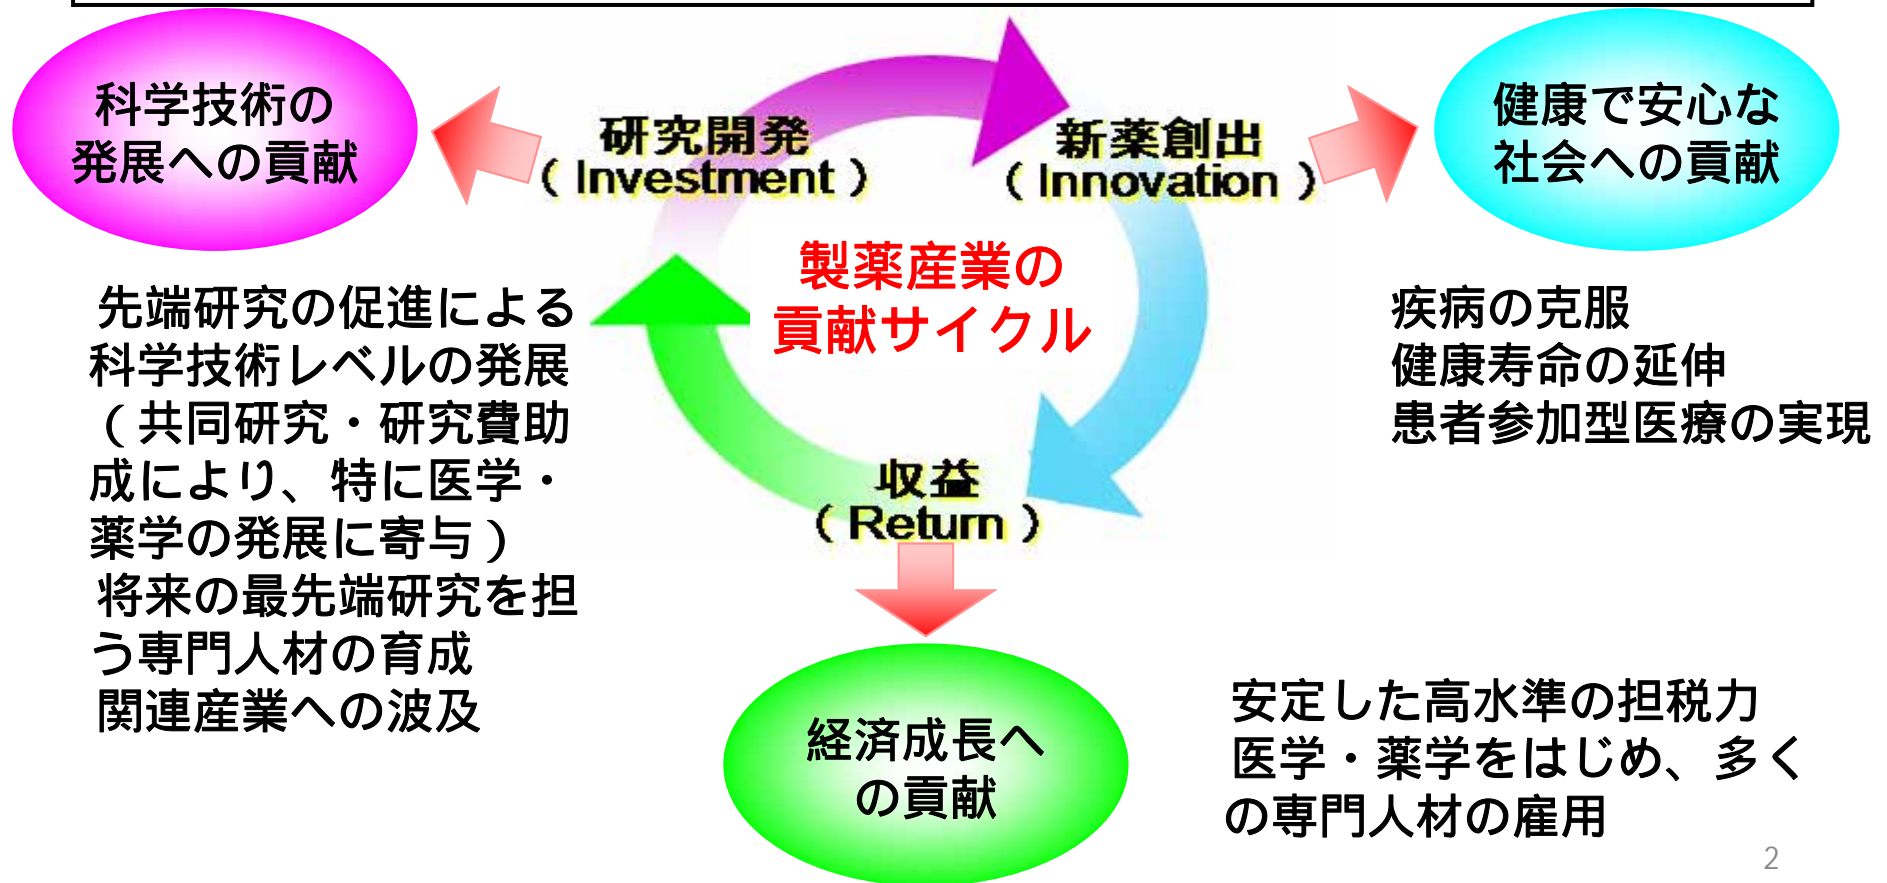 科学技術の
発展への貢献
研究開発
（Investment）
新薬創出
（Innovation）
健康で安心な
社会への貢献
製薬産業の
貢献サイクル
先端研究の促進による
科学技術レベルの発展
（共同研究・研究費助
成により、特に医学・
薬学の発展に寄与）
将来の最先端研究を担
う専門人材の育成
関連産業への波及
疾病の克服
健康寿命の延伸
患者参加型医療の実現
収益
（Return）
経済成長へ
の貢献
安定した高水準の担税力
医学・薬学をはじめ、多く
の専門人材の雇用
2